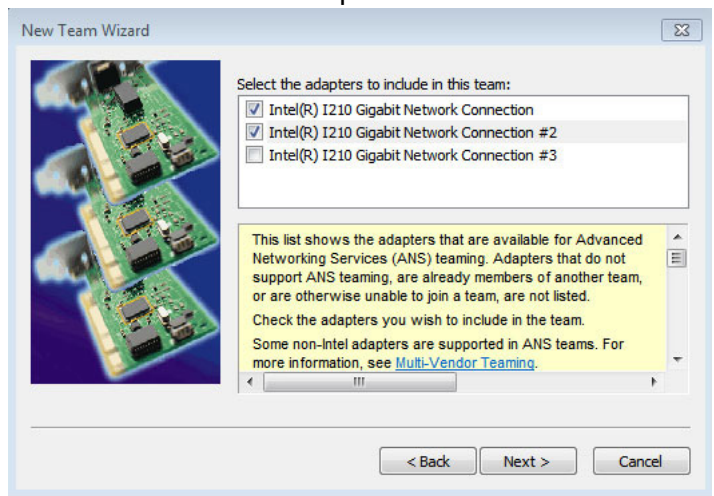 New Team Wizard
Select the adapters to include in this team:
Intel(R) I210 Gigabit Network Connection
Intel(R) I210 Gigabit Network Connection #2
Intel(R) I210 Gigabit Network Connection #3
This list shows the adapters that are available for Advanced
Networking Services (ANS) teaming. Adapters that do not
support ANS teaming, are already members of another team,
or are otherwise unable to join a team, are not listed.
Check the adapters you wish to include in the team.
Some non-Intel adapters are supported in ANS teams. For
more information, see Multi-Vendor Teaming.
< Back Next > Cancel